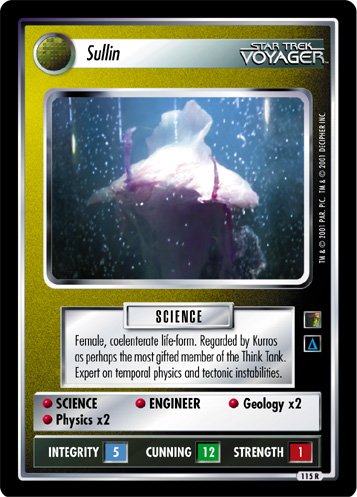 Sullin
STAR TREK
VOYAGER™
TM & © 2001 PAR. PIC. TM & © 2001 DECIPHER INC.
SCIENCE
Female, coelenterate life-form. Regarded by Kurros
as perhaps the most gifted member of the Think Tank.
Expert on temporal physics and tectonic instabilities.
Δ
SCIENCE ENGINEER Geology x2
Physics x2
INTEGRITY 5 CUNNING 12 STRENGTH 1
115 R